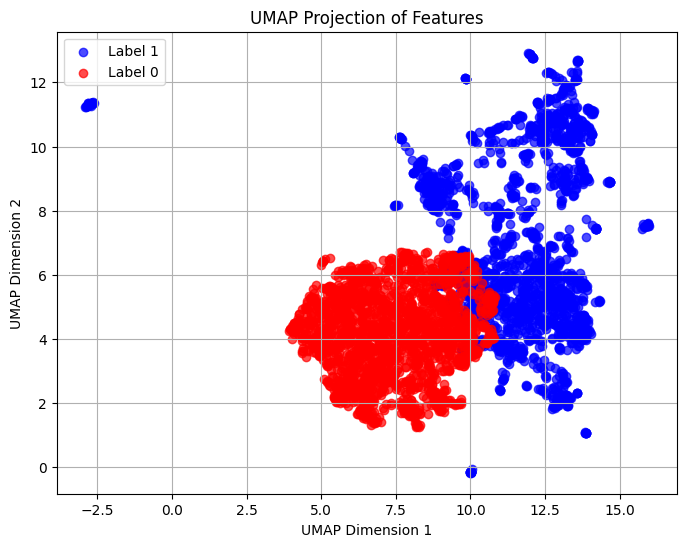 UMAP Projection of Features
Label 1
Label 0
12
10
8
6
4
2
0
UMAP Dimension 2
−2.5 0.0 2.5 5.0 7.5 10.0 12.5 15.0
UMAP Dimension 1